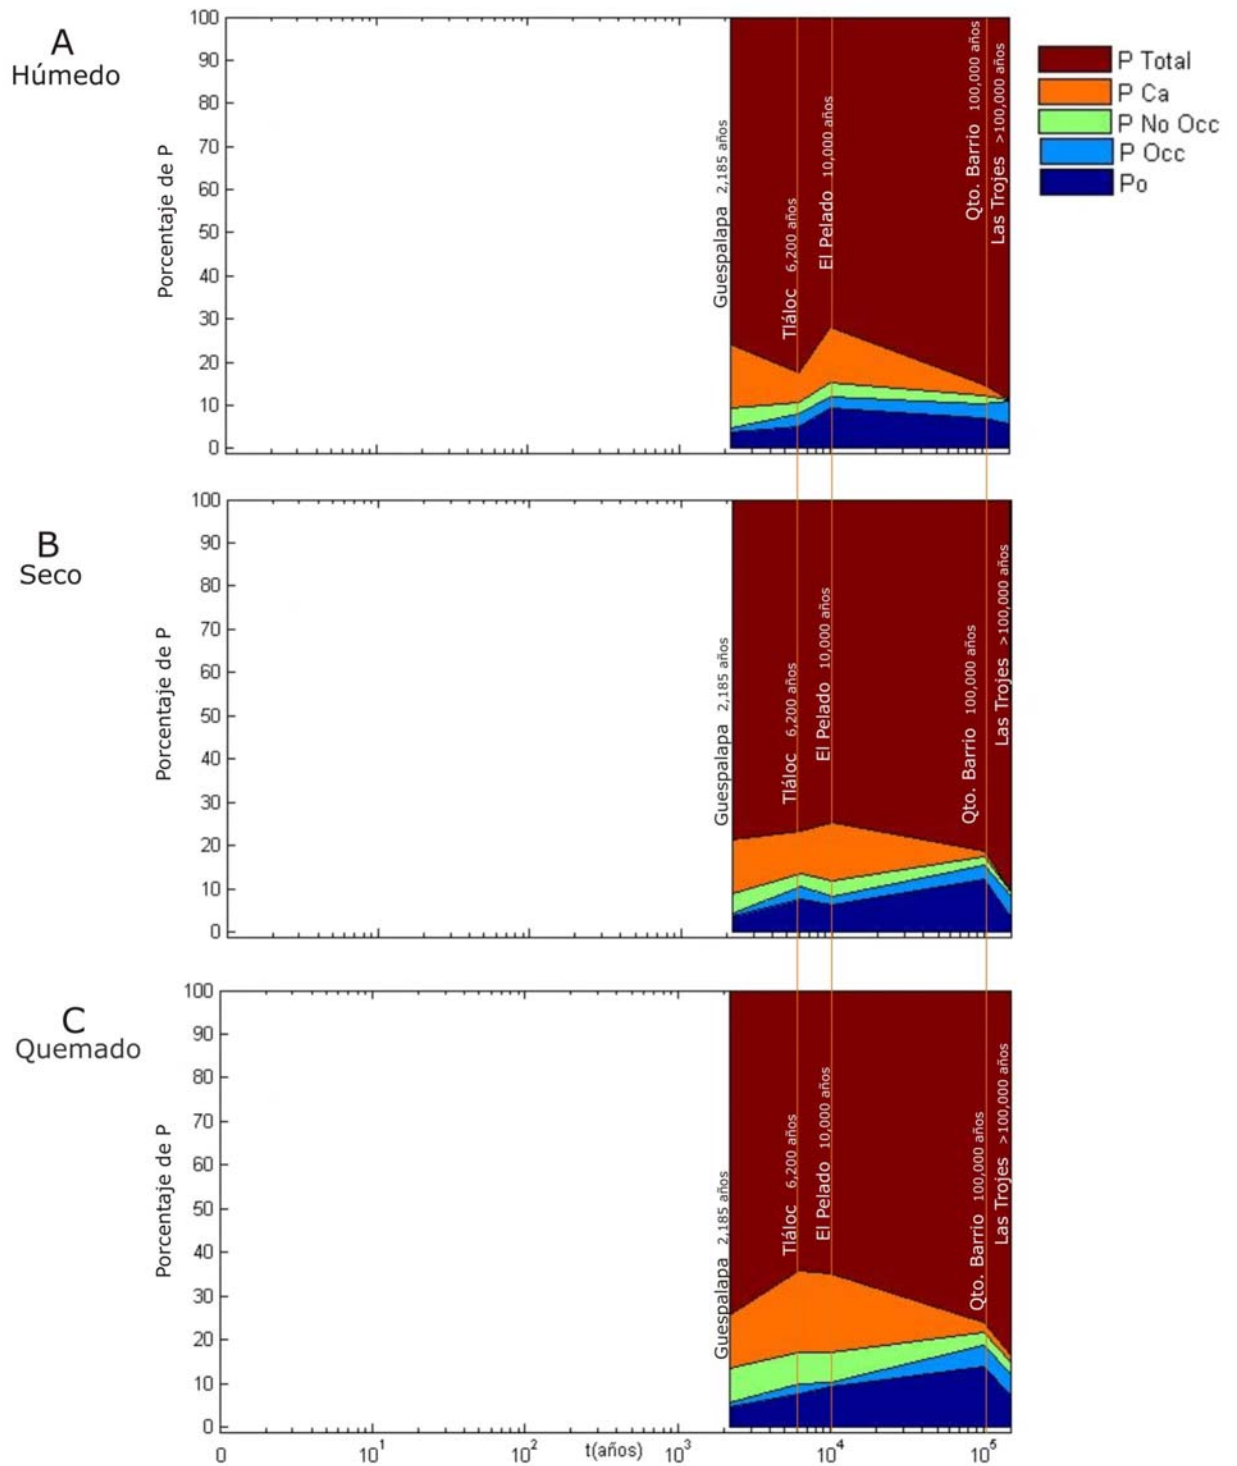 A
Húmedo
Porcentaje de P
100
90
80
70
60
50
40
30
20
10
0
Guespalapa 2,185 años
Tláloc 6,200 años
El Pelado 10,000 años
Qto. Barrio 100,000 años
Las Trojes >100,000 años
P Total
P Ca
P No Occ
P Occ
Po
B
Seco
Porcentaje de P
100
90
80
70
60
50
40
30
20
10
0
Guespalapa 2,185 años
Tláloc 6,200 años
El Pelado 10,000 años
Qto. Barrio 100,000 años
Las Trojes >100,000 años
C
Quemado
Porcentaje de P
100
90
80
70
60
50
40
30
20
10
0
Guespalapa 2,185 años
Tláloc 6,200 años
El Pelado 10,000 años
Qto. Barrio 100,000 años
Las Trojes >100,000 años
0 10¹ 10² t(años) 10³ 10⁴ 10⁵